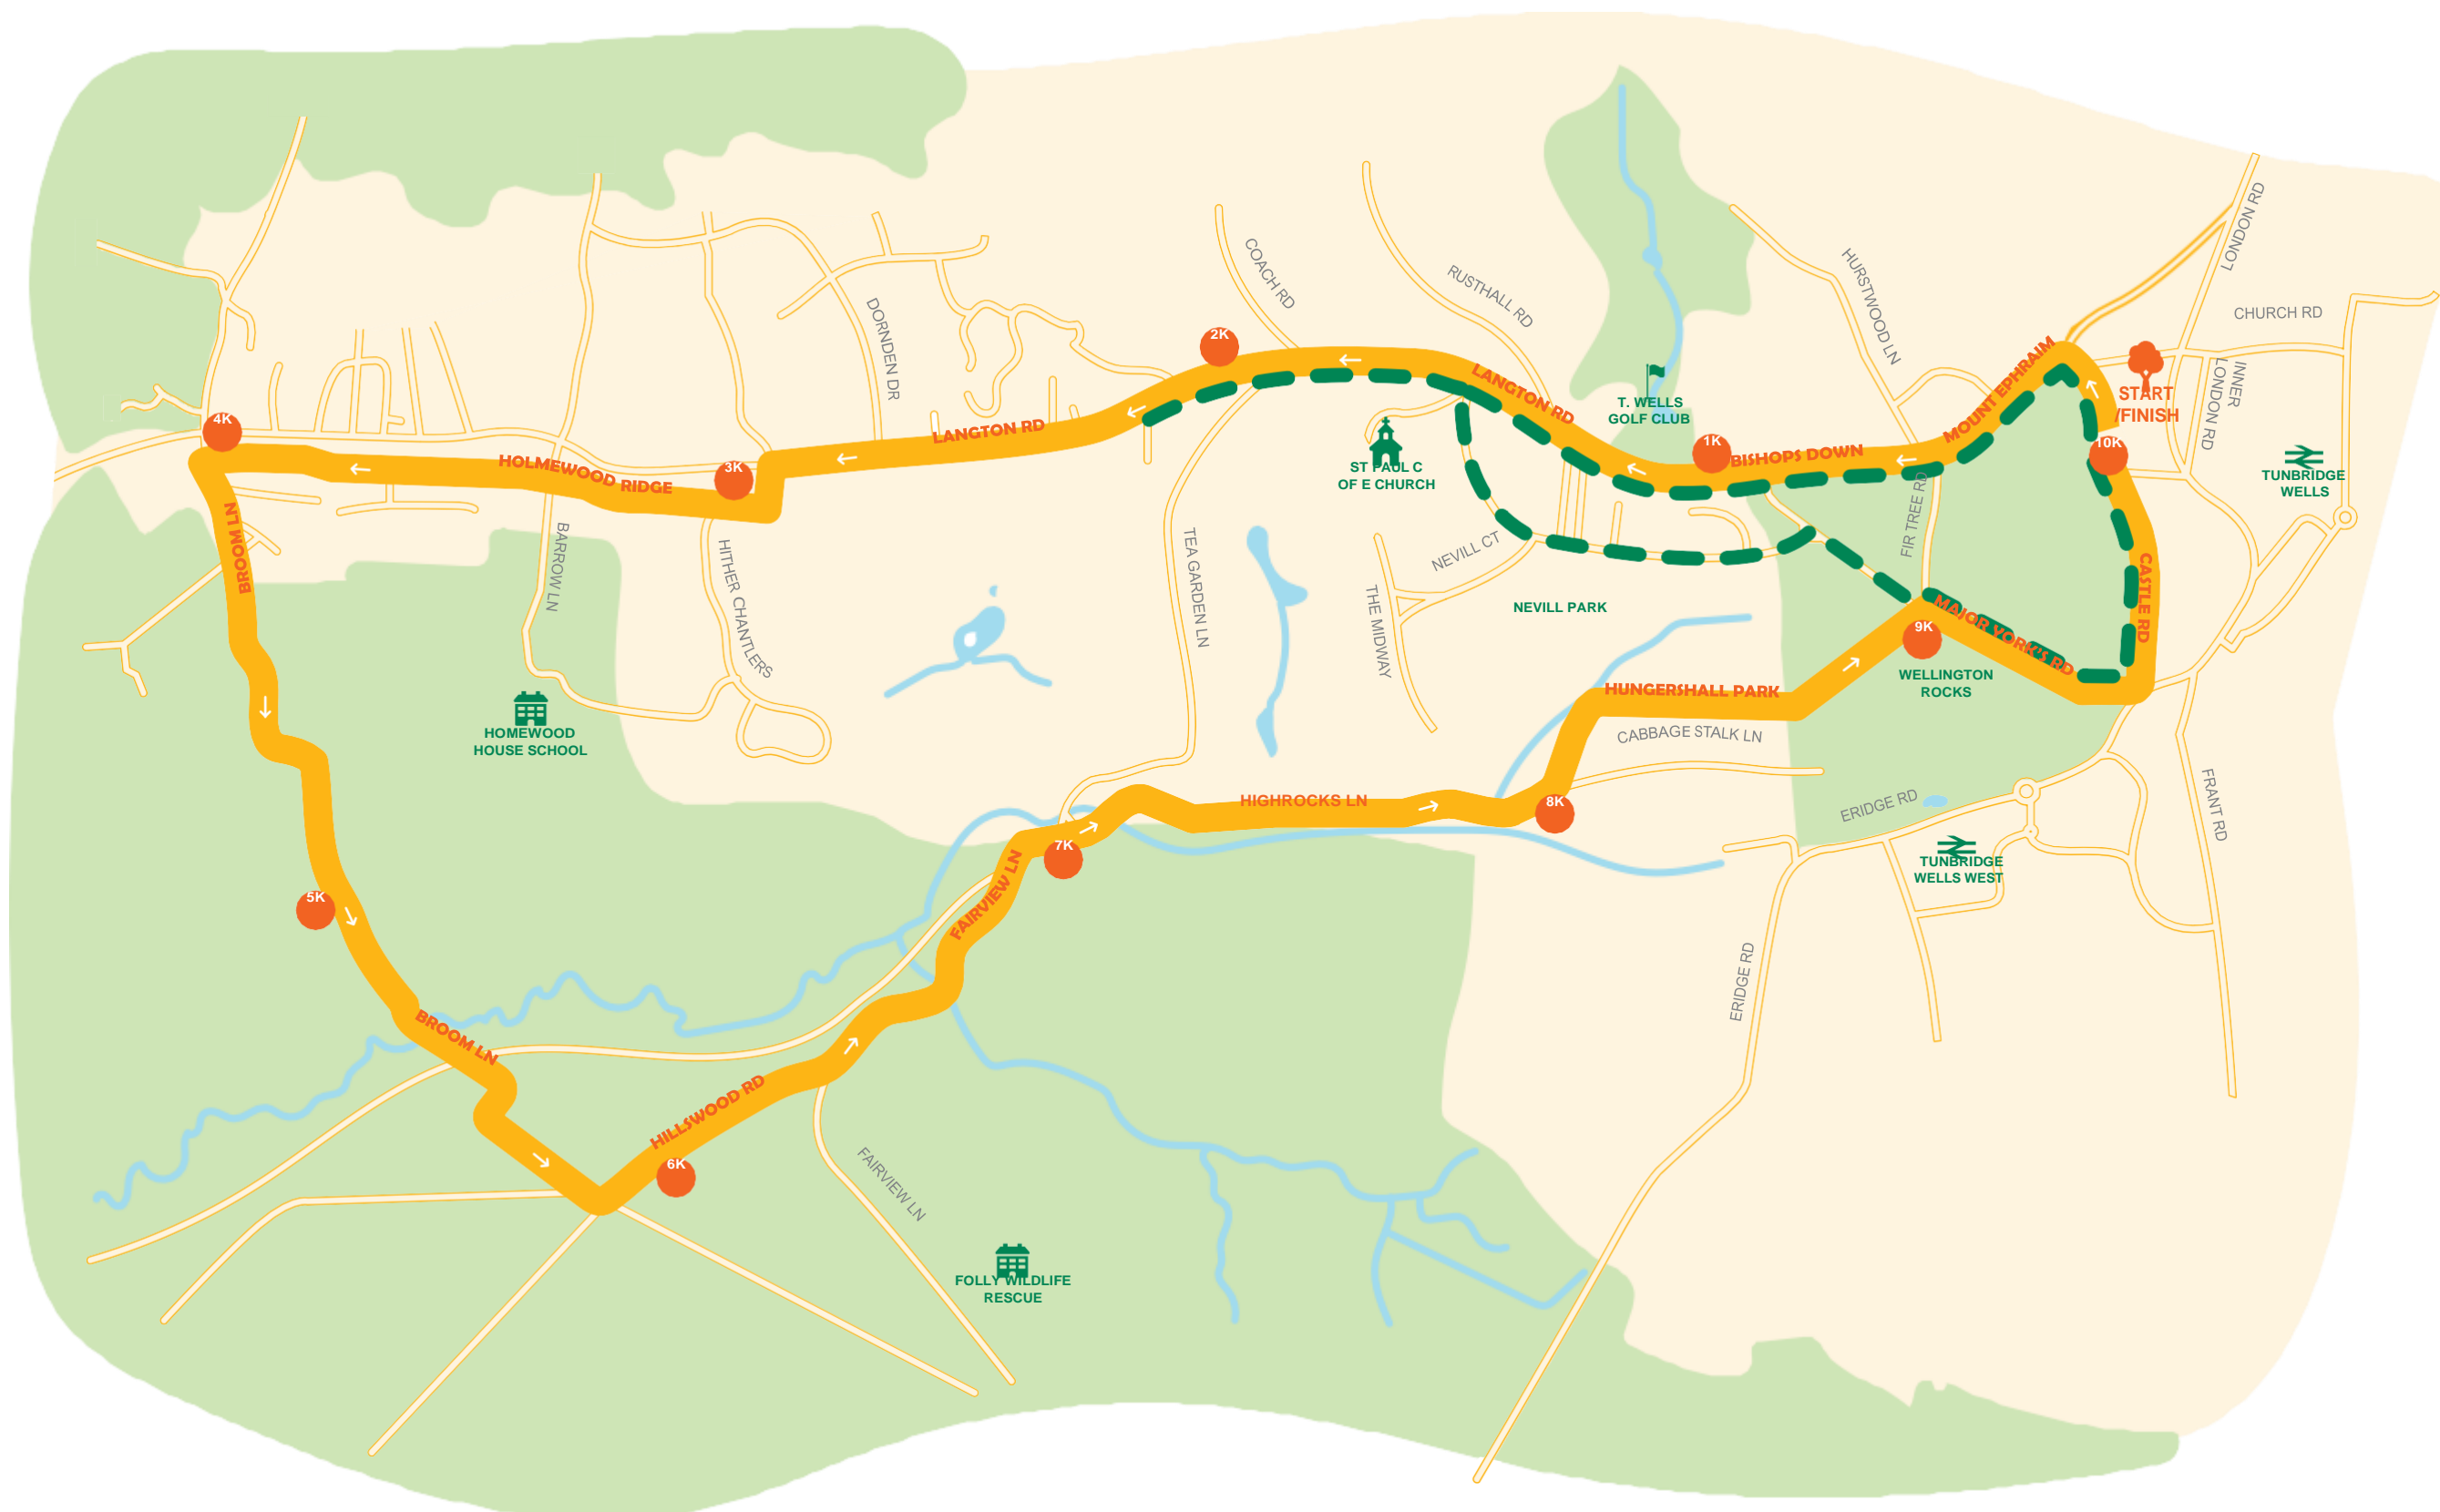 LONDON RD
COACH RD
RUSTHALL RD
HURSTWOOD LN
CHURCH RD
DORNDEN DR
2K
MOUNT EPHRAIM
START
/FINISH
INNER
LONDON RD
LANGTON RD
T. WELLS
GOLF CLUB
4K
LANGTON RD
1K
BISHOPS DOWN
10K
HOLMEWOOD RIDGE
3K
ST PAUL C
OF E CHURCH
TUNBRIDGE
WELLS
BROOM LN
BARROW LN
HITHER CHANTLERS
TEA GARDEN LN
NEVILL CT
FIR TREE RD
THE MIDWAY
NEVILL PARK
CASTLE RD
MAJOR YORK'S RD
9K
WELLINGTON
ROCKS
HUNGERSHALL PARK
CABBAGE STALK LN
HOMEWOOD
HOUSE SCHOOL
HIGHROCKS LN
8K
ERIDGE RD
FRANT RD
7K
FAIRVIEW LN
TUNBRIDGE
WELLS WEST
5K
ERIDGE RD
BROOM LN
HILLSWOOD RD
6K
FAIRVIEW LN
FOLLY WILDLIFE
RESCUE